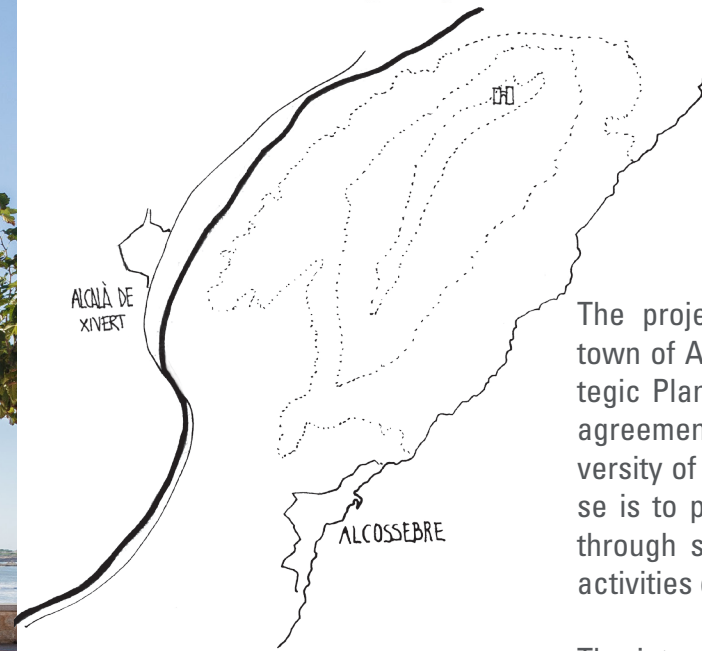 ALCALÀ DE
XIVERT
ALCOSSEBRE
The proje
town of A
tegic Plan
agreemen
versity of
se is to p
through s
activities